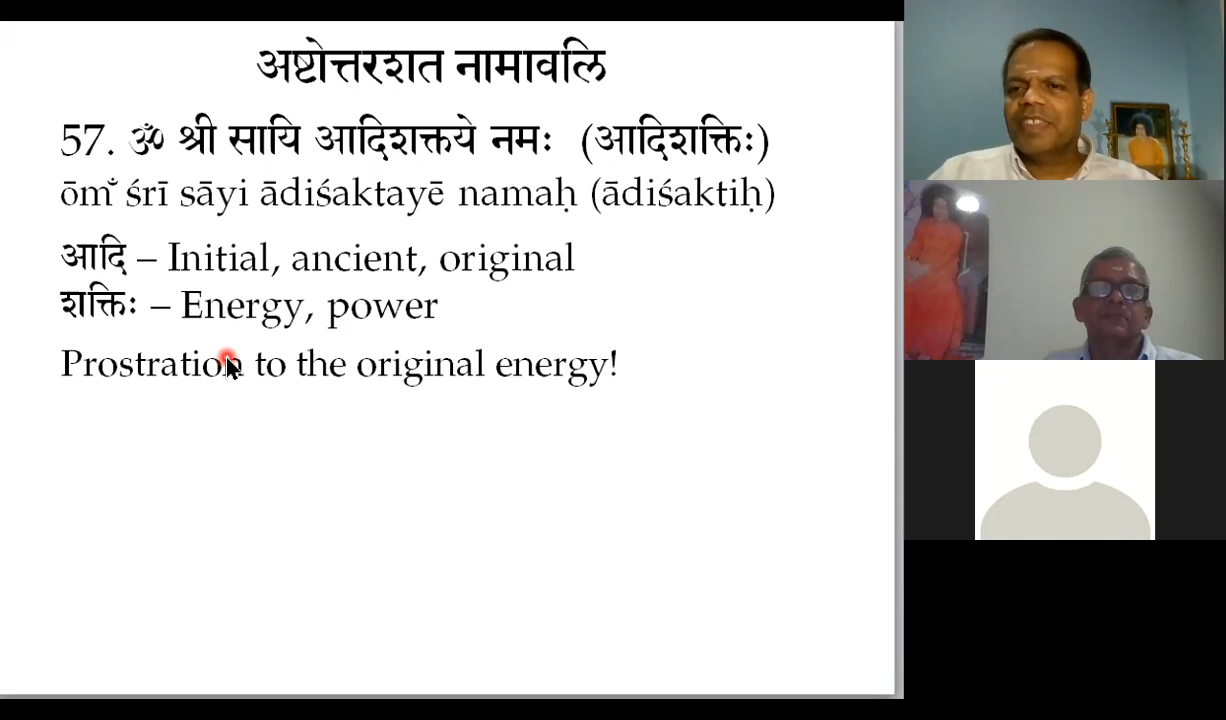 अष्टोत्तरशत नामावलि
57. ॐ श्री सायि आदिशक्तये नमः (आदिशक्तिः)
ōm̐ śrī sāyi ādiśaktayē namaḥ (ādiśaktiḥ)
आदि – Initial, ancient, original
शक्तिः – Energy, power
Prostration to the original energy!